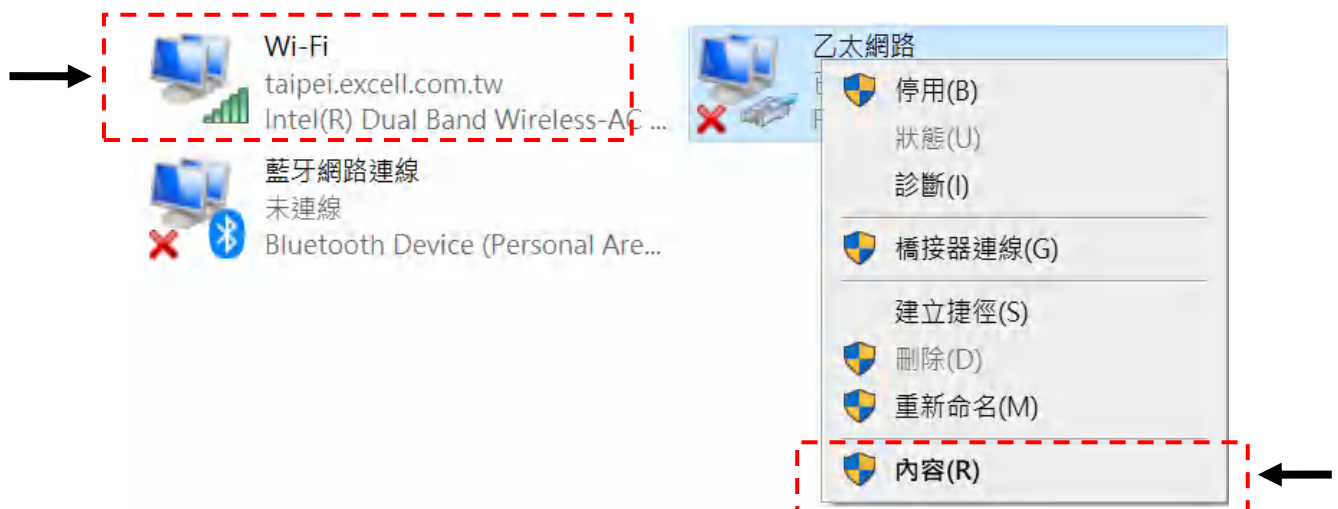 Wi-Fi
taipei.excell.com.tw
Intel(R) Dual Band Wireless-AC ...
藍牙網路連線
未連線
Bluetooth Device (Personal Are...
乙太網路
停用(B)
狀態(U)
診斷(I)
橋接器連線(G)
建立捷徑(S)
刪除(D)
重新命名(M)
內容(R)